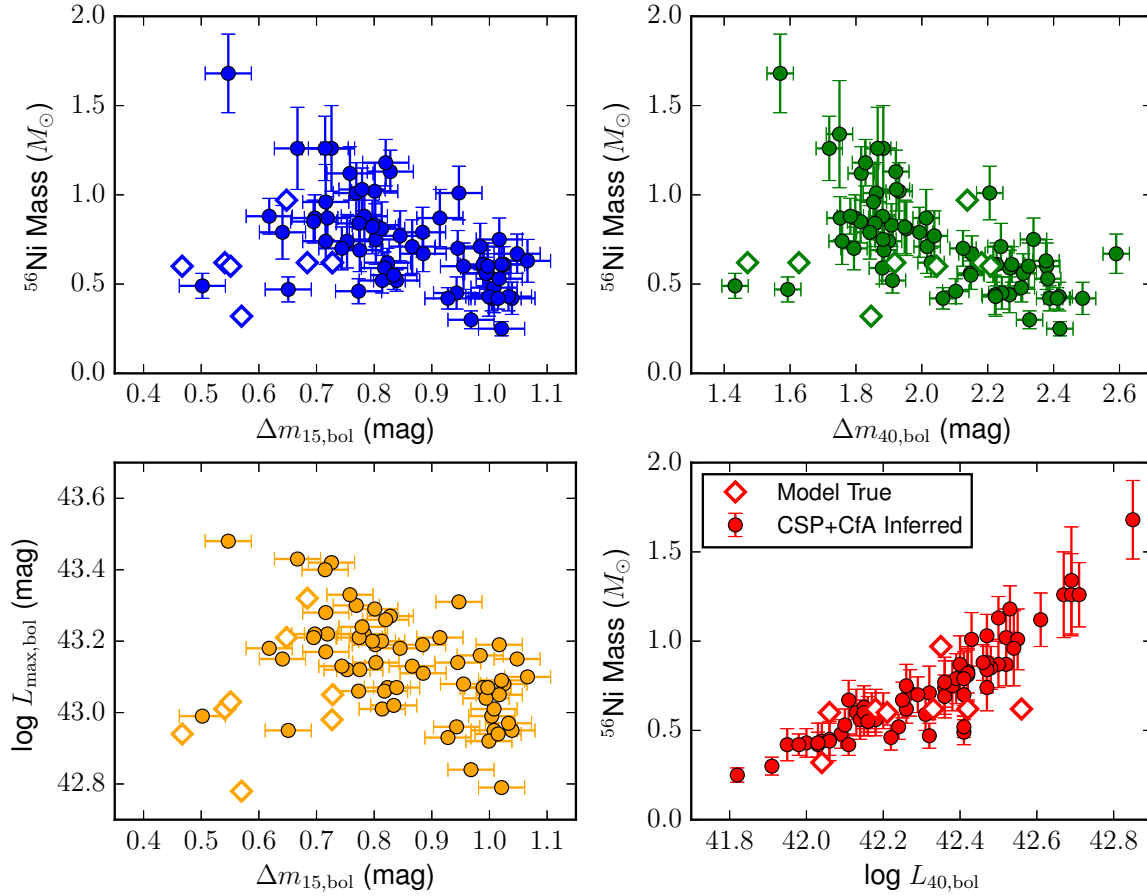 2.0
1.5
1.0
0.5
0.0
⁵⁶Ni Mass (M⊙)
0.4 0.5 0.6 0.7 0.8 0.9 1.0 1.1
Δm₁₅,bol (mag)
2.0
1.5
1.0
0.5
0.0
⁵⁶Ni Mass (M⊙)
1.4 1.6 1.8 2.0 2.2 2.4 2.6
Δm₄₀,bol (mag)
43.6
43.4
43.2
43.0
42.8
log Lmax,bol (mag)
0.4 0.5 0.6 0.7 0.8 0.9 1.0 1.1
Δm₁₅,bol (mag)
2.0
1.5
1.0
0.5
0.0
⁵⁶Ni Mass (M⊙)
Model True
CSP+CfA Inferred
41.8 42.0 42.2 42.4 42.6 42.8
log L₄₀,bol